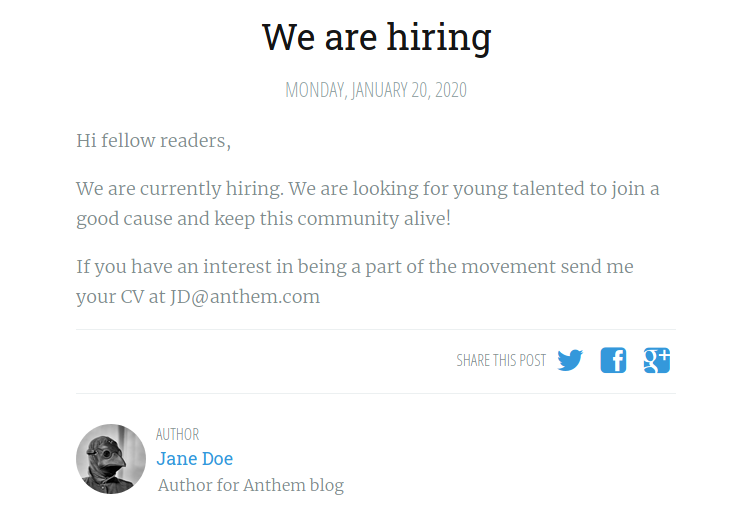 We are hiring
MONDAY, JANUARY 20, 2020
Hi fellow readers,
We are currently hiring. We are looking for young talented to join a
good cause and keep this community alive!
If you have an interest in being a part of the movement send me
your CV at JD@anthem.com
SHARE THIS POST
AUTHOR
Jane Doe
Author for Anthem blog